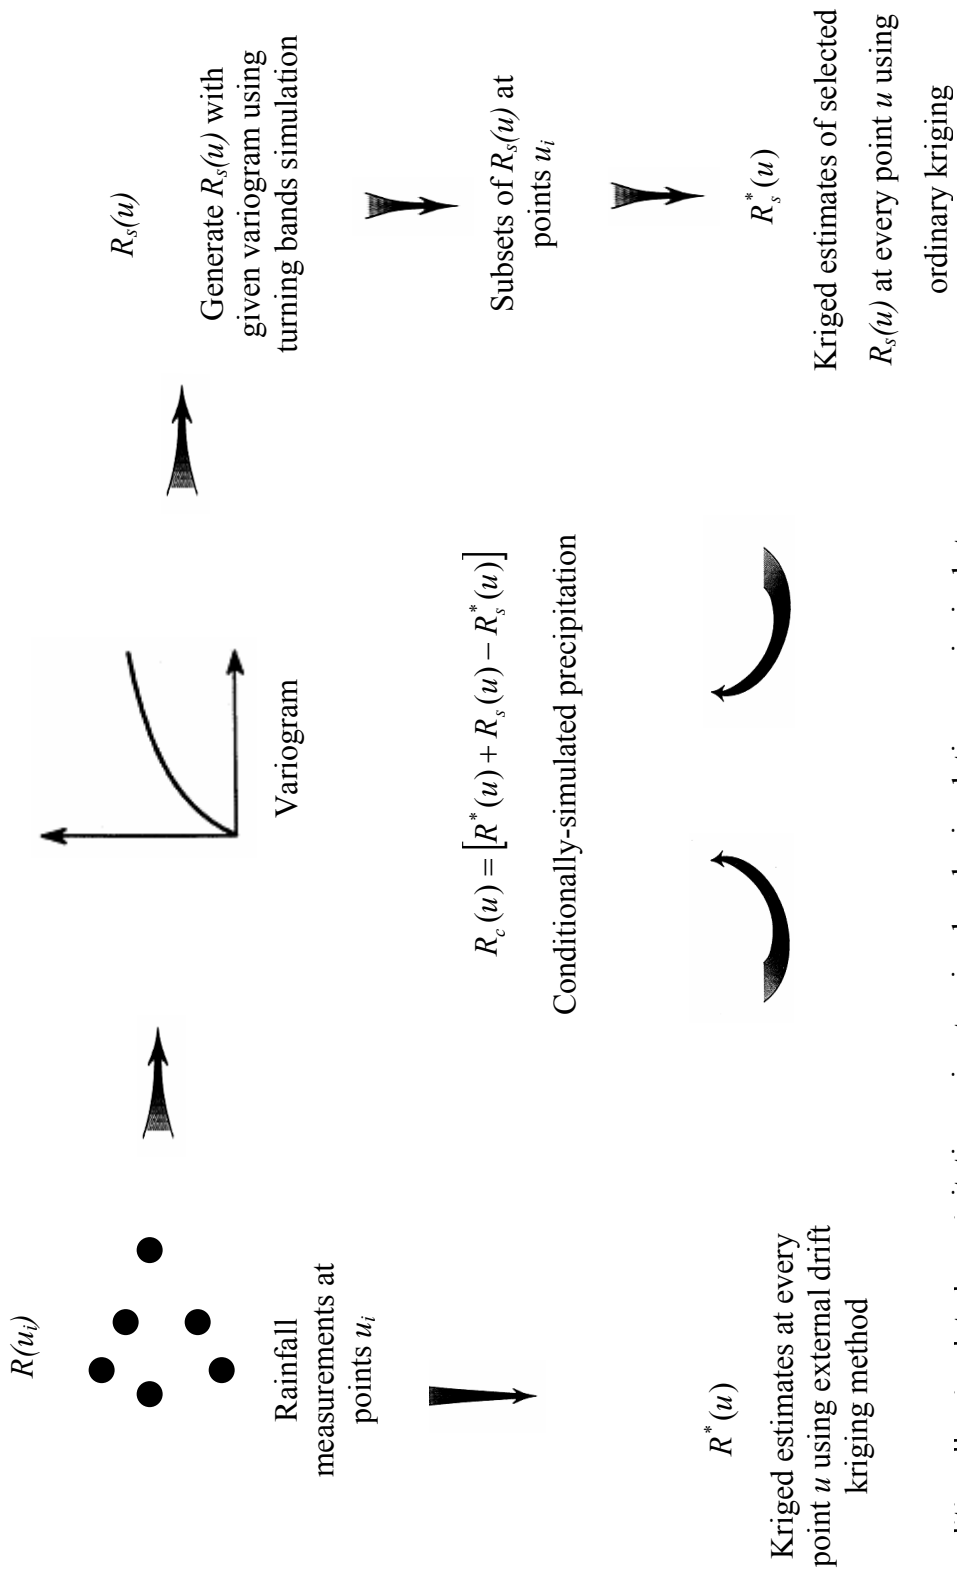 R(u_i)
Rainfall
measurements at
points u_i
Variogram
R_s(u)
Generate R_s(u) with
given variogram using
turning bands simulation
Subsets of R_s(u) at
points u_i
R_s^*(u)
Kriged estimates of selected
R_s(u) at every point u using
ordinary kriging
R^*(u)
Kriged estimates at every
point u using external drift
kriging method
R_c(u) = [R^*(u) + R_s(u) − R_s^*(u)]
Conditionally-simulated precipitation